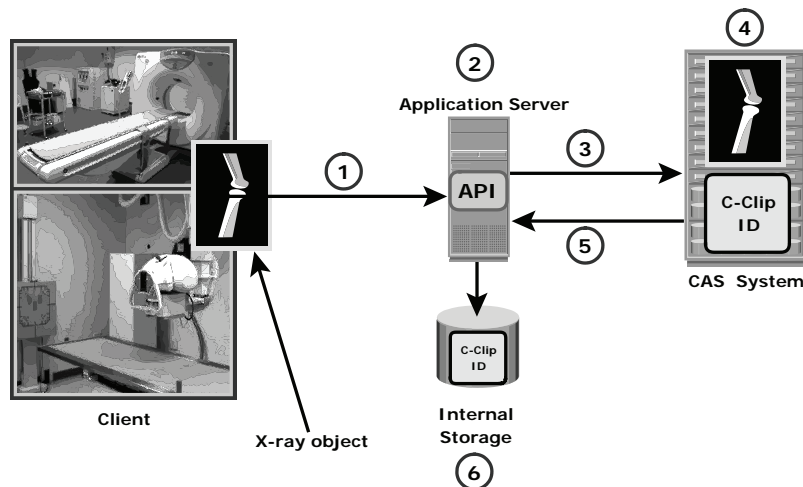 4
2
Application Server
1
3
API
C-Clip
ID
5
CAS System
C-Clip
ID
Client
Internal
Storage
X-ray object
6